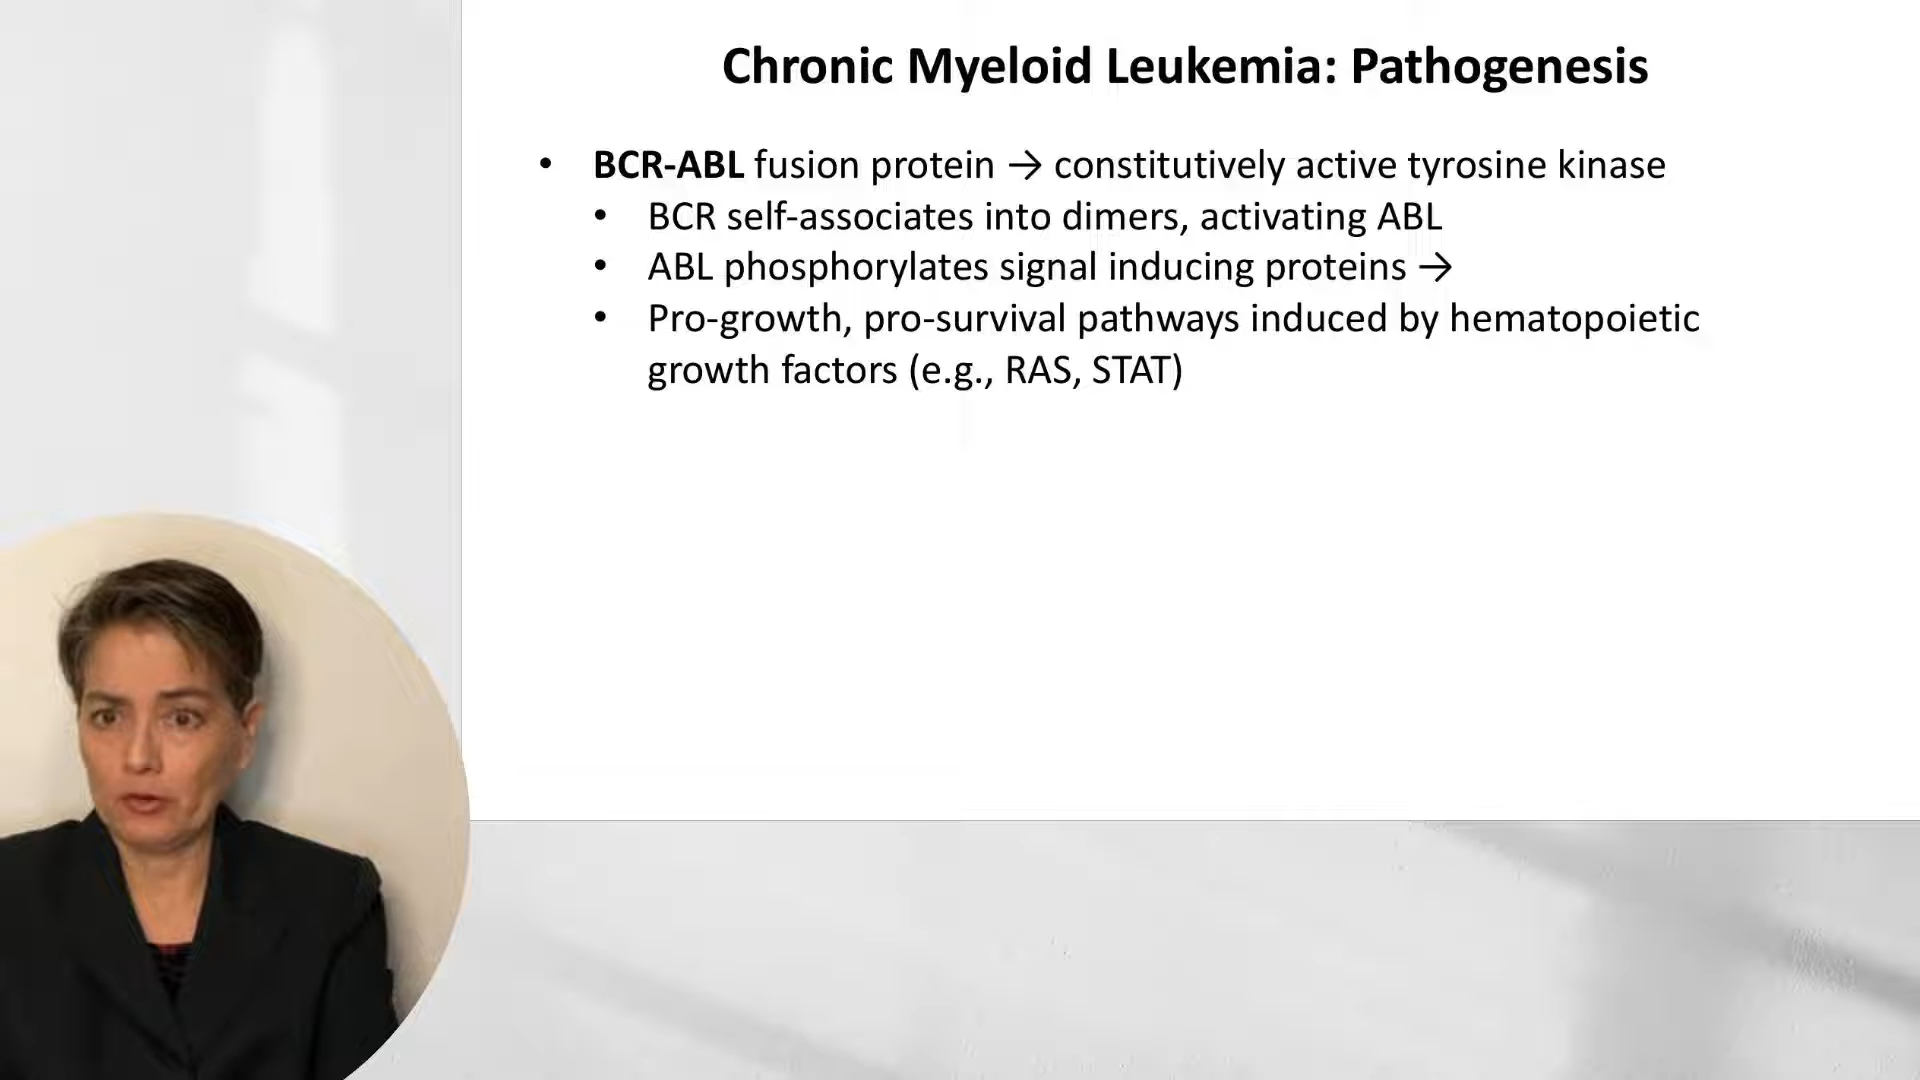 Chronic Myeloid Leukemia: Pathogenesis
• BCR-ABL fusion protein → constitutively active tyrosine kinase
• BCR self-associates into dimers, activating ABL
• ABL phosphorylates signal inducing proteins →
• Pro-growth, pro-survival pathways induced by hematopoietic
growth factors (e.g., RAS, STAT)